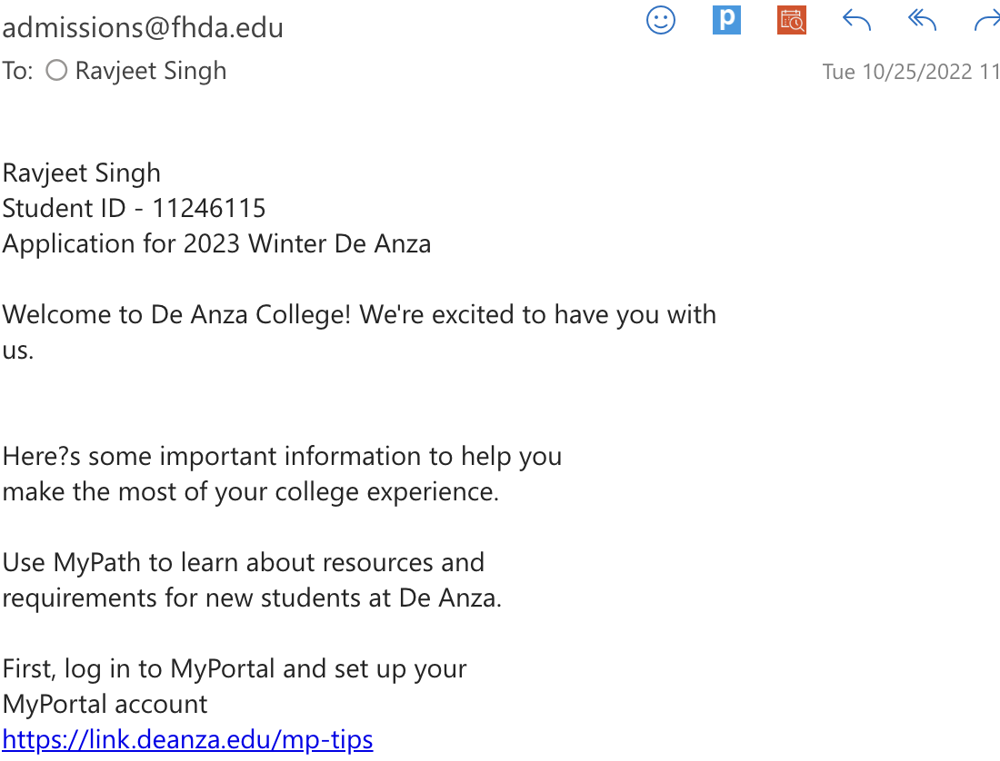 admissions@fhda.edu
p
To: Ravjeet Singh
Tue 10/25/2022 11
Ravjeet Singh
Student ID - 11246115
Application for 2023 Winter De Anza
Welcome to De Anza College! We're excited to have you with
us.
Here?s some important information to help you
make the most of your college experience.
Use MyPath to learn about resources and
requirements for new students at De Anza.
First, log in to MyPortal and set up your
MyPortal account
https://link.deanza.edu/mp-tips